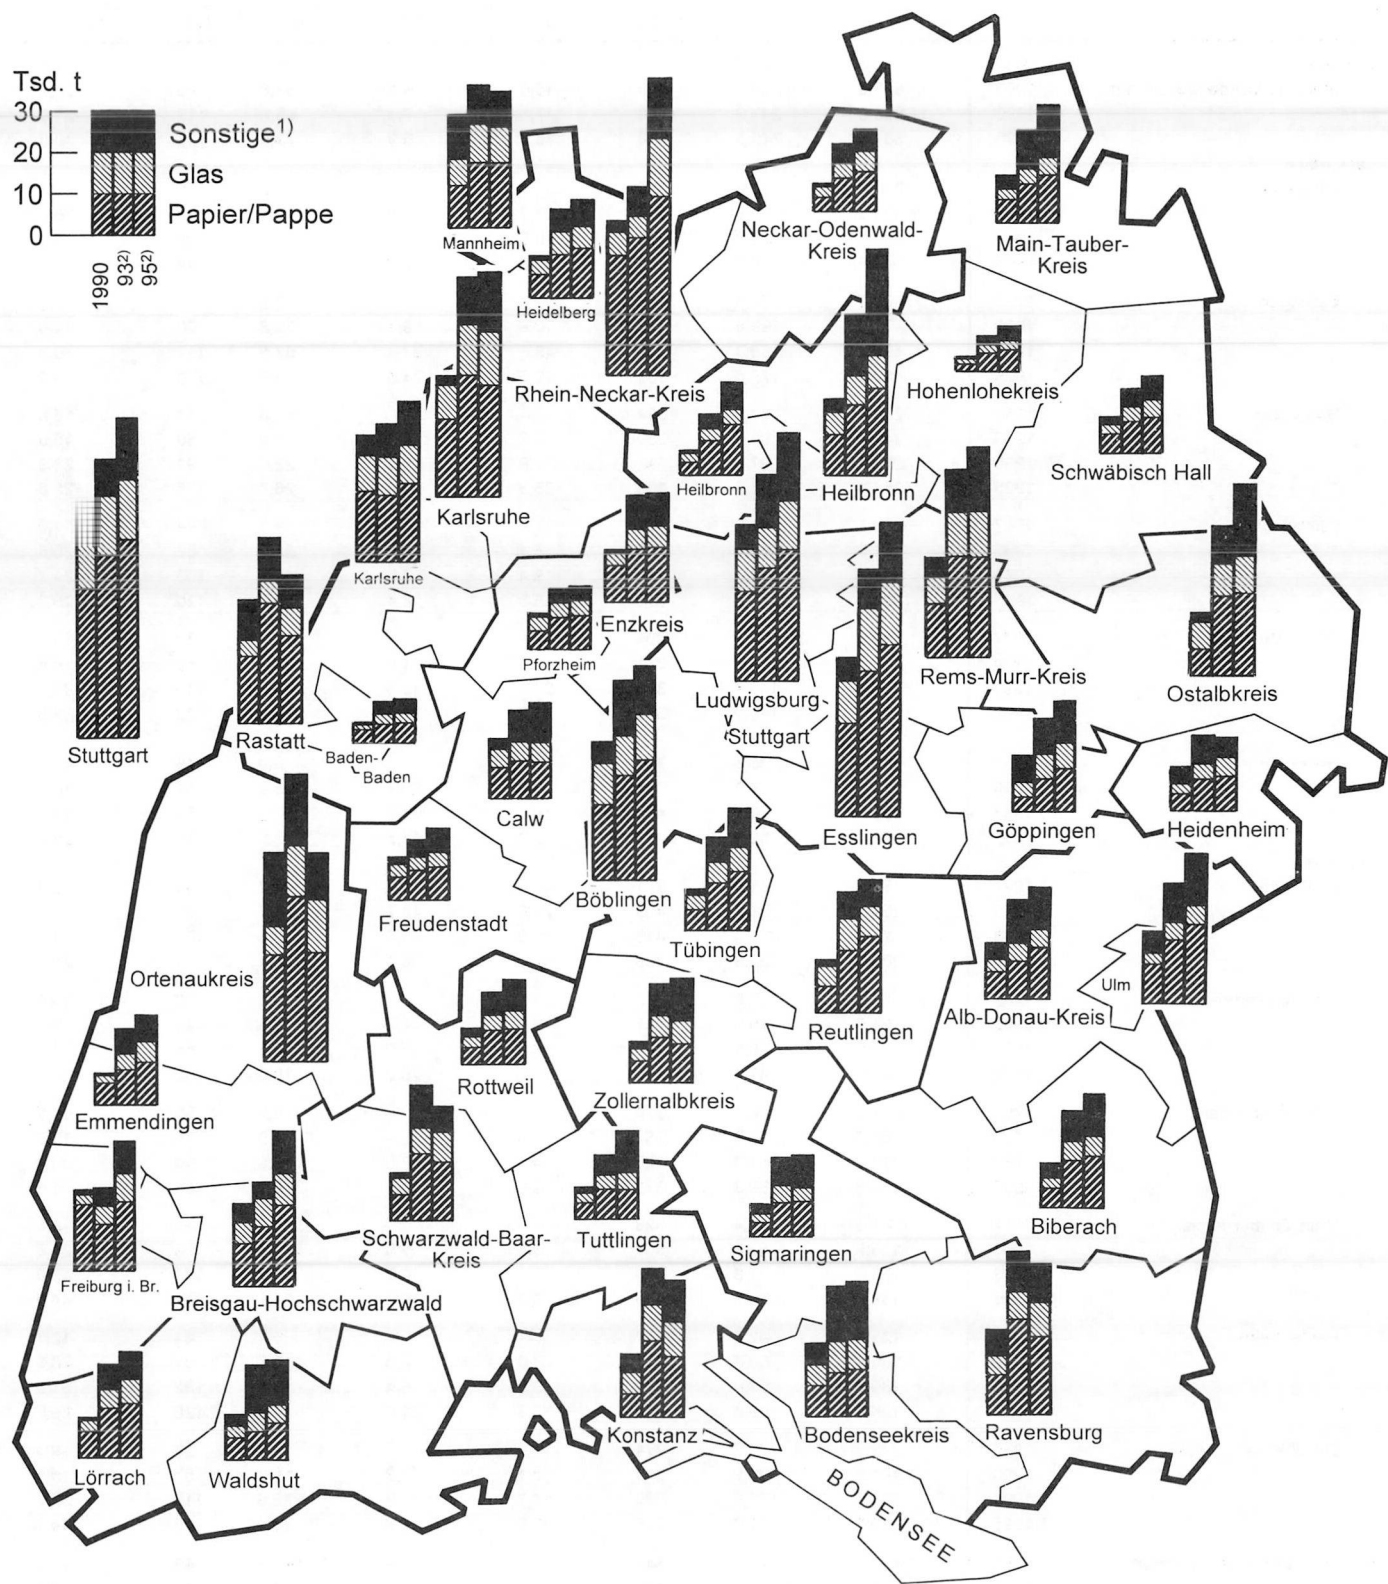 Tsd. t
30
20
10
0
Sonstige1)
Glas
Papier/Pappe
1990
932)
952)
Mannheim
Heidelberg
Rhein-Neckar-Kreis
Neckar-Odenwald-
Kreis
Main-Tauber-
Kreis
Hohenlohekreis
Schwäbisch Hall
Heilbronn
Heilbronn
Karlsruhe
Karlsruhe
Enzkreis
Pforzheim
Ludwigsburg
Rems-Murr-Kreis
Ostalbkreis
Stuttgart
Rastatt
Baden-
Baden
Calw
Stuttgart
Esslingen
Göppingen
Heidenheim
Freudenstadt
Böblingen
Tübingen
Ortenaukreis
Reutlingen
Alb-Donau-Kreis
Ulm
Emmendingen
Rottweil
Zollernalbkreis
Freiburg i. Br.
Breisgau-Hochschwarzwald
Schwarzwald-Baar-
Kreis
Tuttlingen
Sigmaringen
Biberach
Lörrach
Waldshut
Konstanz
Bodenseekreis
Ravensburg
BODENSEE